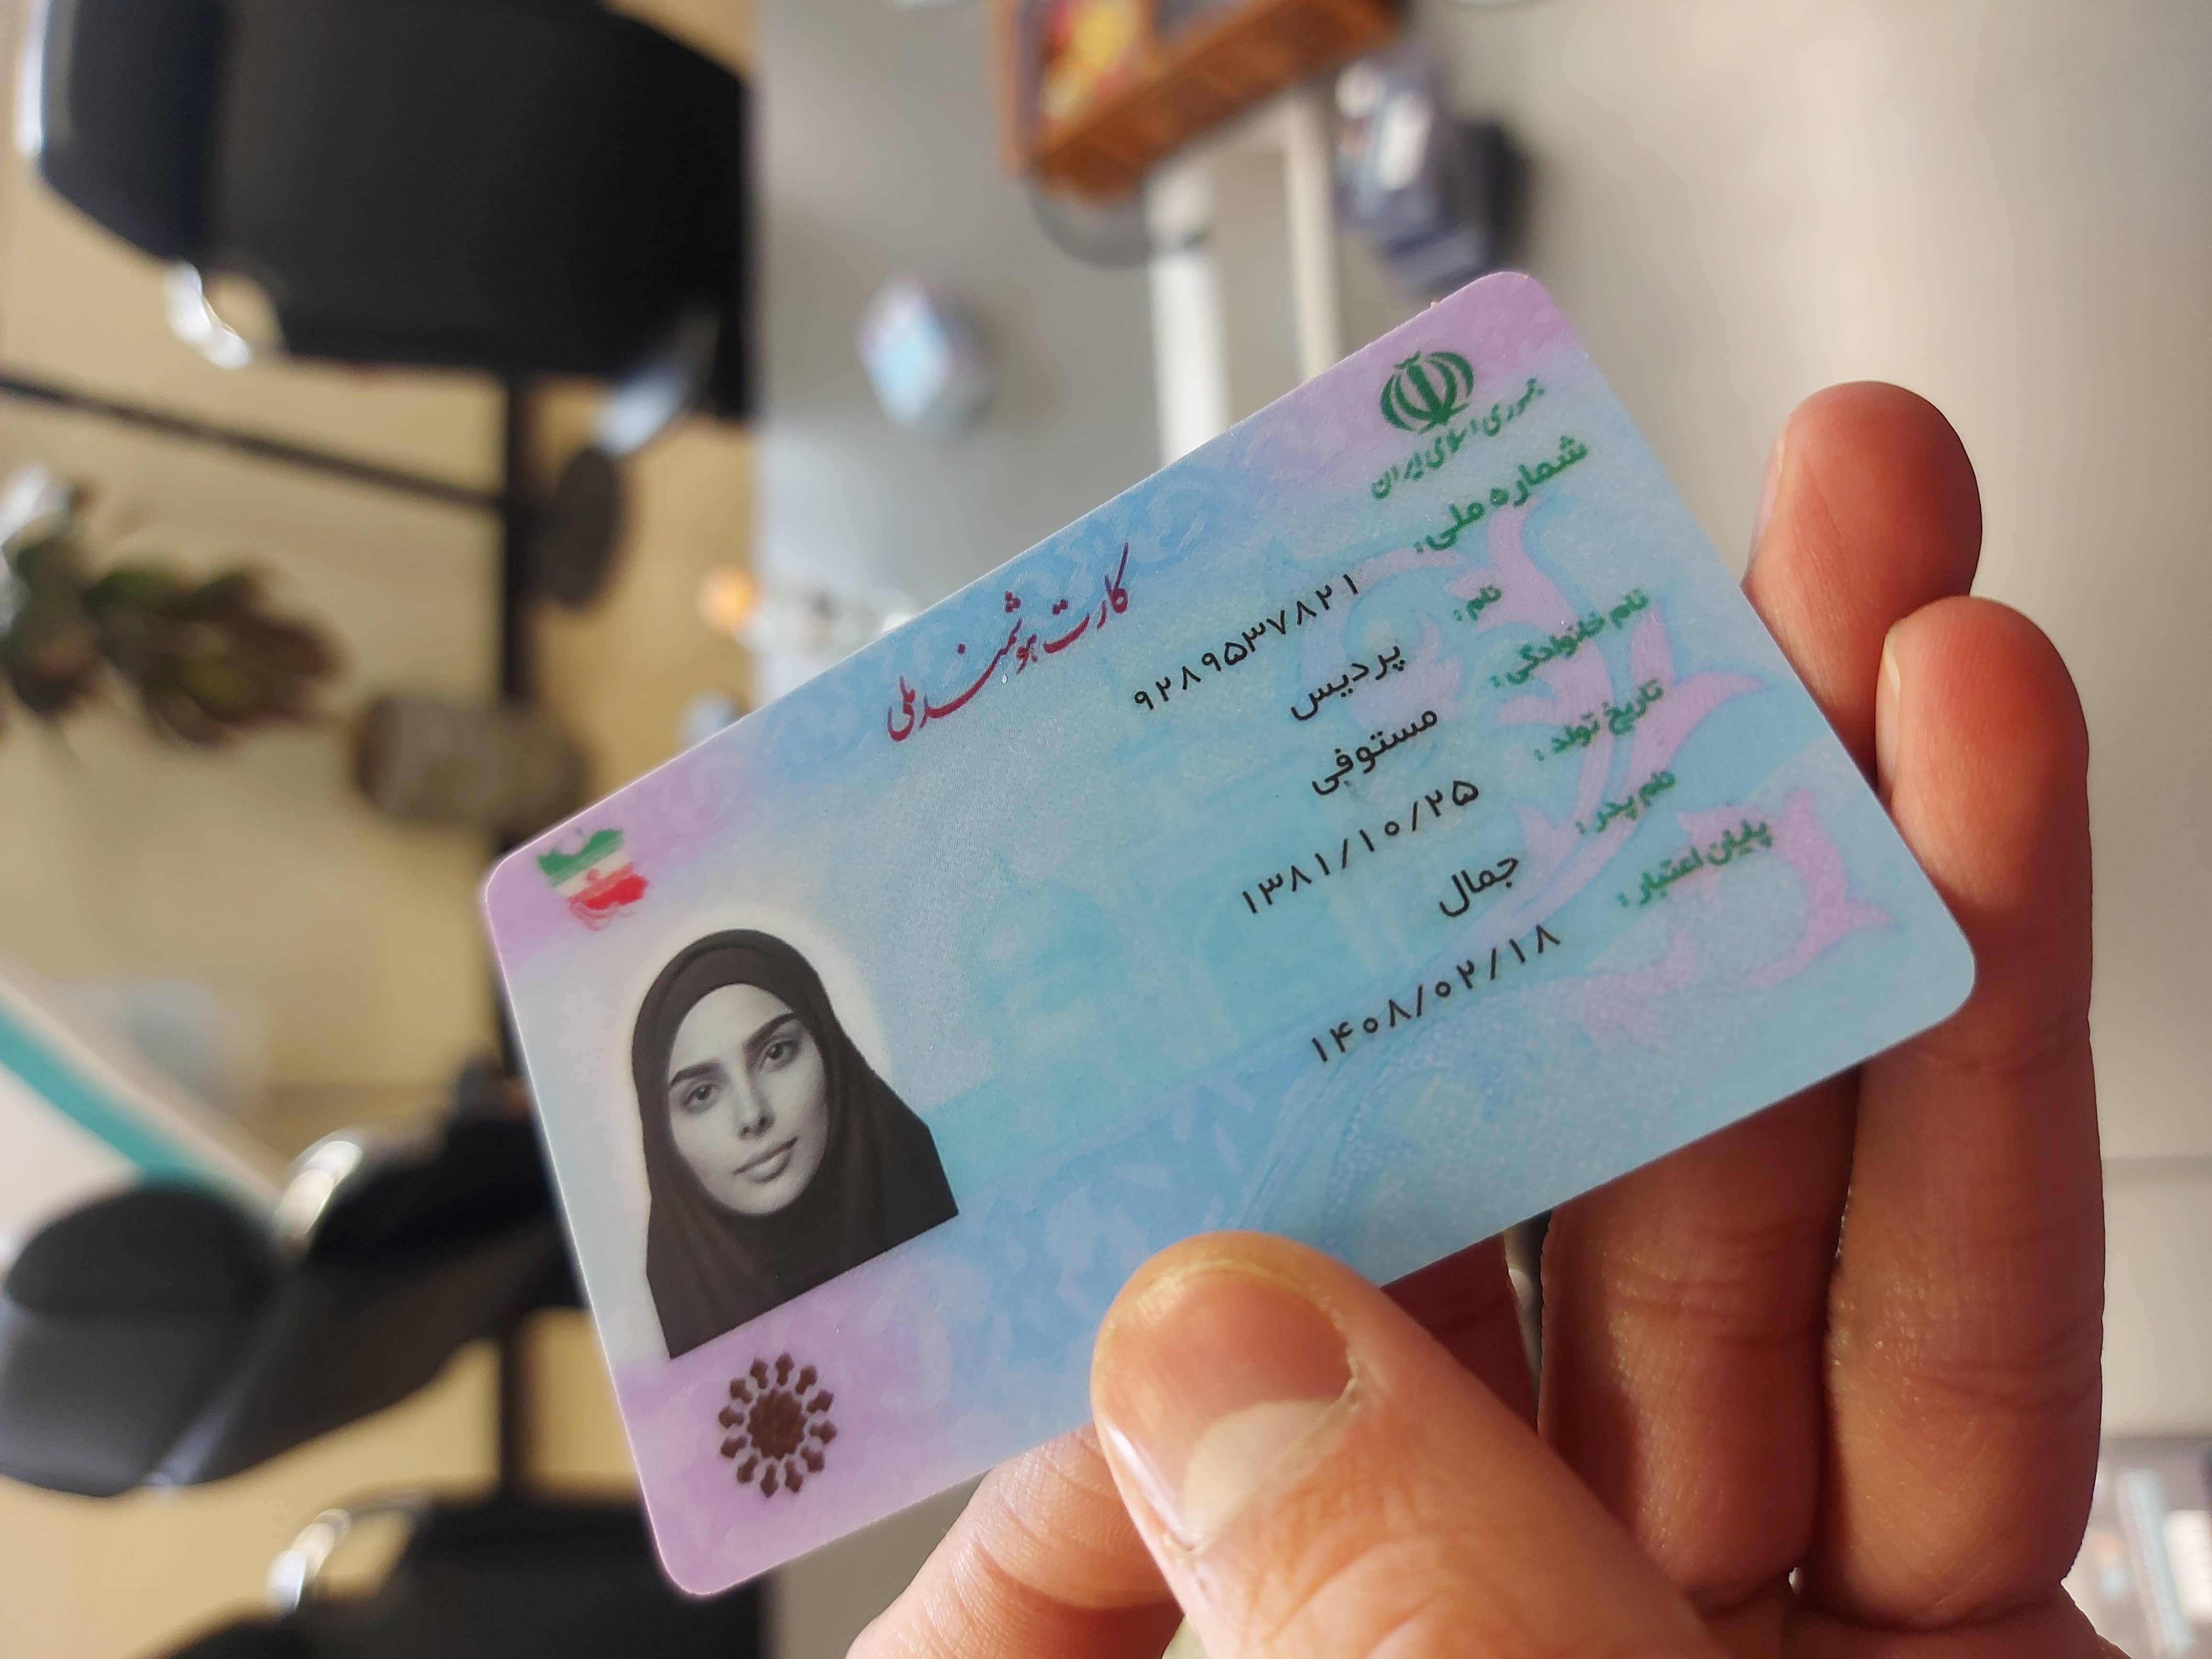 جمهوری اسلامی ایران
کارت هوشمند ملی
شماره ملی:
۹۲۸۹۵۳۷۸۲۱
نام: پردیس
نام خانوادگی: مستوفی
تاریخ تولد: ۱۳۸۱/۱۰/۲۵
نام پدر: جمال
پایان اعتبار: ۱۴۰۸/۰۲/۱۸